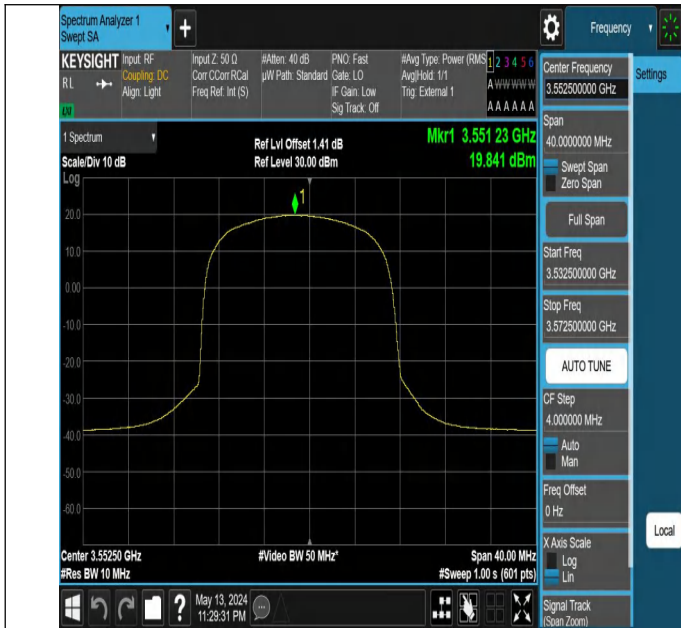 Spectrum Analyzer 1
Swept SA
+
Frequency
KEYSIGHT
RL
Input: RF
Coupling: DC
Align: Light
Input Z: 50 Ω
Corr CCorr RCal
Freq Ref: Int (S)
#Atten: 40 dB
µW Path: Standard
PNO: Fast
Gate: LO
IF Gain: Low
Sig Track: Off
#Avg Type: Power (RMS
Avg|Hold: 1/1
Trig: External 1
1 2 3 4 5 6
A W W W W W
A A A A A A
1 Spectrum
Scale/Div 10 dB
Log
Ref Lvl Offset 1.41 dB
Ref Level 30.00 dBm
Mkr1 3.551 23 GHz
19.841 dBm
1
20.0
10.0
0.00
-10.0
-20.0
-30.0
-40.0
-50.0
-60.0
Center 3.55250 GHz
#Res BW 10 MHz
#Video BW 50 MHz*
Span 40.00 MHz
#Sweep 1.00 s (601 pts)
?
May 13, 2024
11:29:31 PM
Center Frequency
3.552500000 GHz
Span
40.0000000 MHz
Swept Span
Zero Span
Full Span
Start Freq
3.532500000 GHz
Stop Freq
3.572500000 GHz
AUTO TUNE
CF Step
4.000000 MHz
Auto
Man
Freq Offset
0 Hz
X Axis Scale
Log
Lin
Signal Track
(Span Zoom)
Settings
Local